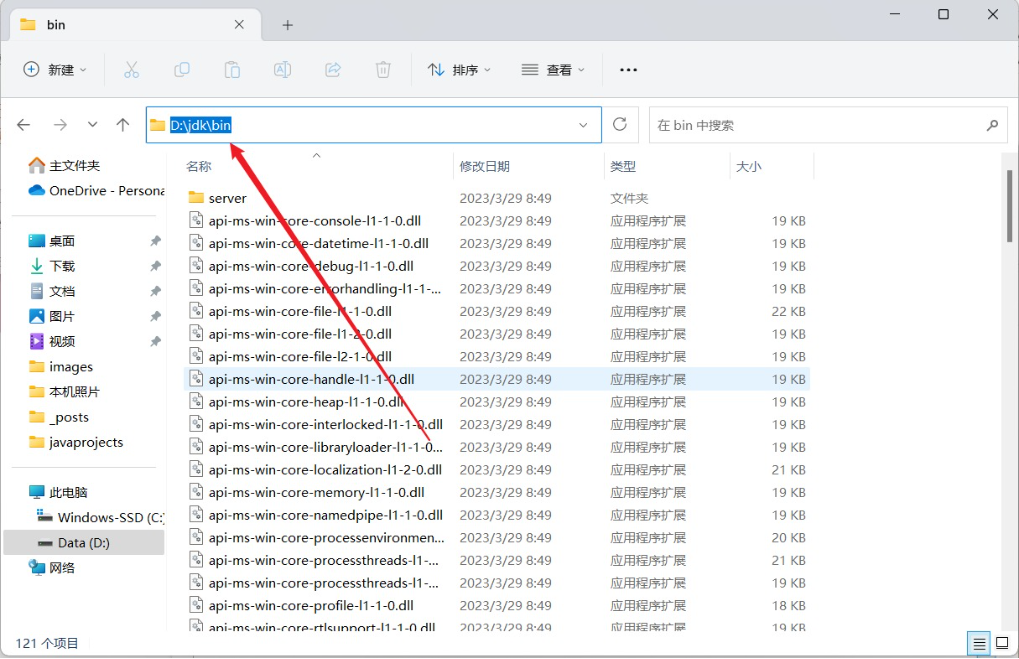 bin
新建
排序
查看
D:\jdk\bin
在 bin 中搜索
主文件夹
OneDrive - Persona
桌面
下载
文档
图片
视频
images
本机照片
_posts
javaprojects
此电脑
Windows-SSD (C:)
Data (D:)
网络
名称 修改日期 类型 大小
server 2023/3/29 8:49 文件夹
api-ms-win-core-console-l1-1-0.dll 2023/3/29 8:49 应用程序扩展 19 KB
api-ms-win-core-datetime-l1-1-0.dll 2023/3/29 8:49 应用程序扩展 19 KB
api-ms-win-core-debug-l1-1-0.dll 2023/3/29 8:49 应用程序扩展 19 KB
api-ms-win-core-errorhandling-l1-1-... 2023/3/29 8:49 应用程序扩展 19 KB
api-ms-win-core-file-l1-1-0.dll 2023/3/29 8:49 应用程序扩展 22 KB
api-ms-win-core-file-l1-2-0.dll 2023/3/29 8:49 应用程序扩展 19 KB
api-ms-win-core-file-l2-1-0.dll 2023/3/29 8:49 应用程序扩展 19 KB
api-ms-win-core-handle-l1-1-0.dll 2023/3/29 8:49 应用程序扩展 19 KB
api-ms-win-core-heap-l1-1-0.dll 2023/3/29 8:49 应用程序扩展 19 KB
api-ms-win-core-interlocked-l1-1-0.dll 2023/3/29 8:49 应用程序扩展 19 KB
api-ms-win-core-libraryloader-l1-1-0... 2023/3/29 8:49 应用程序扩展 19 KB
api-ms-win-core-localization-l1-2-0.dll 2023/3/29 8:49 应用程序扩展 21 KB
api-ms-win-core-memory-l1-1-0.dll 2023/3/29 8:49 应用程序扩展 19 KB
api-ms-win-core-namedpipe-l1-1-0.dll 2023/3/29 8:49 应用程序扩展 19 KB
api-ms-win-core-processenvironmen... 2023/3/29 8:49 应用程序扩展 20 KB
api-ms-win-core-processthreads-l1-... 2023/3/29 8:49 应用程序扩展 21 KB
api-ms-win-core-processthreads-l1-... 2023/3/29 8:49 应用程序扩展 19 KB
api-ms-win-core-profile-l1-1-0.dll 2023/3/29 8:49 应用程序扩展 18 KB
api-ms-win-core-rtlsupport-l1-1-0.dll 2023/3/29 8:49 应用程序扩展 19 KB
121 个项目